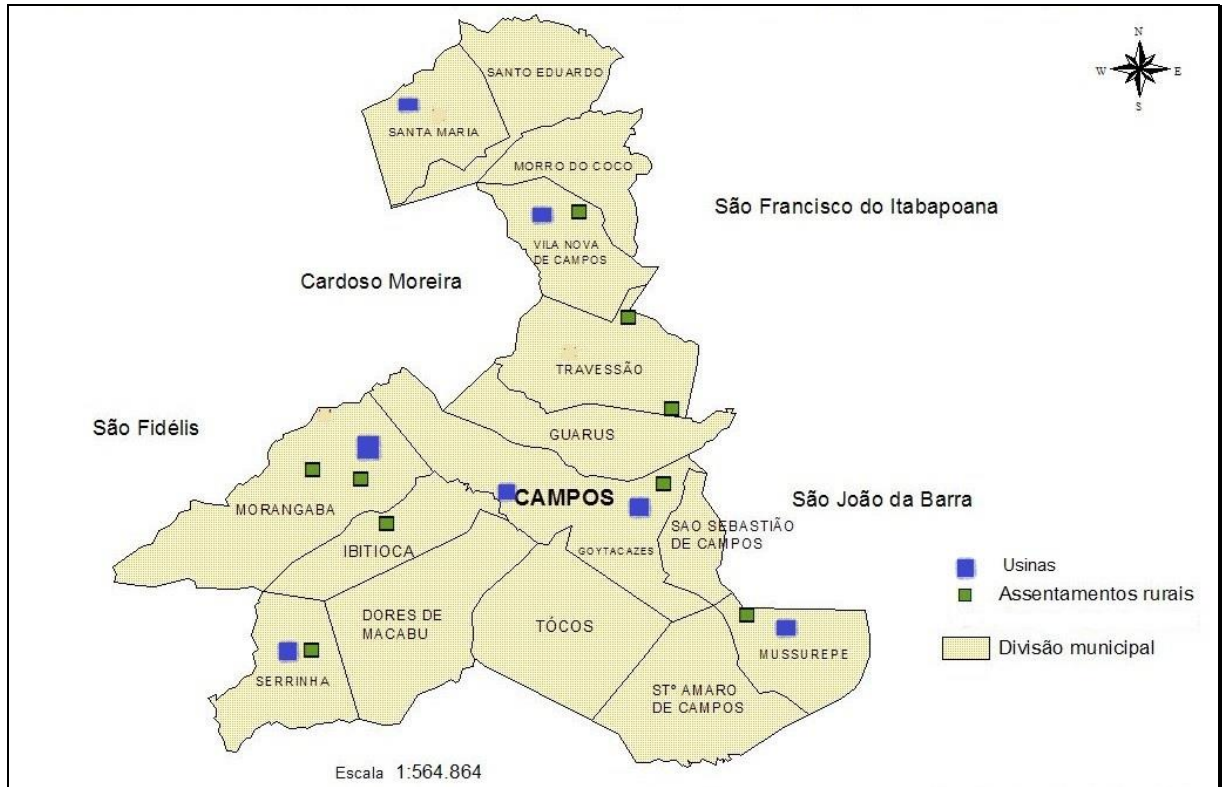 N
W
E
S
SANTO EDUARDO
SANTA MARIA
MORRO DO COCO
São Francisco do Itabapoana
VILA NOVA
DE CAMPOS
Cardoso Moreira
TRAVESSÃO
São Fidélis
GUARUS
CAMPOS
São João da Barra
MORANGABA
SAO SEBASTIÃO
DE CAMPOS
IBITIOCA
GOYTACAZES
Usinas
Assentamentos rurais
DORES DE
MACABU
TÓCOS
Divisão municipal
MUSSUREPE
SERRINHA
STº AMARO
DE CAMPOS
Escala 1:564.864